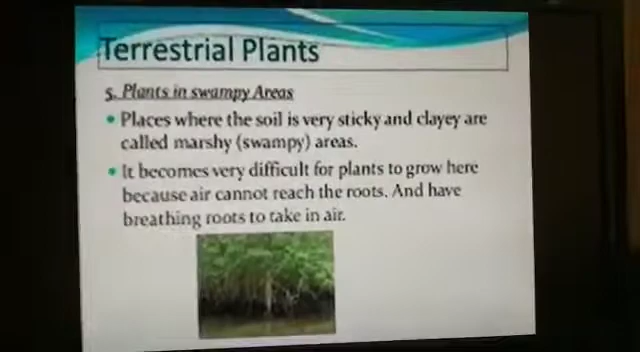 Terrestrial Plants
5. Plants in swampy Areas
• Places where the soil is very sticky and clayey are
called marshy (swampy) areas.
• It becomes very difficult for plants to grow here
because air cannot reach the roots. And have
breathing roots to take in air.